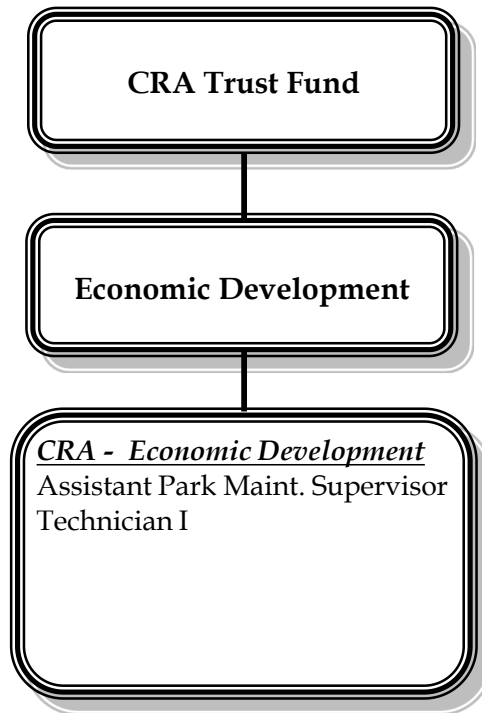 CRA Trust Fund
Economic Development
CRA - Economic Development
Assistant Park Maint. Supervisor
Technician I